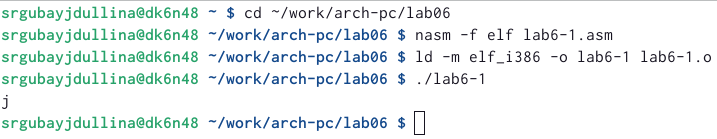 srgubayjdullina@dk6n48 ~ $ cd ~/work/arch-pc/lab06
srgubayjdullina@dk6n48 ~/work/arch-pc/lab06 $ nasm -f elf lab6-1.asm
srgubayjdullina@dk6n48 ~/work/arch-pc/lab06 $ ld -m elf_i386 -o lab6-1 lab6-1.o
srgubayjdullina@dk6n48 ~/work/arch-pc/lab06 $ ./lab6-1
j
srgubayjdullina@dk6n48 ~/work/arch-pc/lab06 $